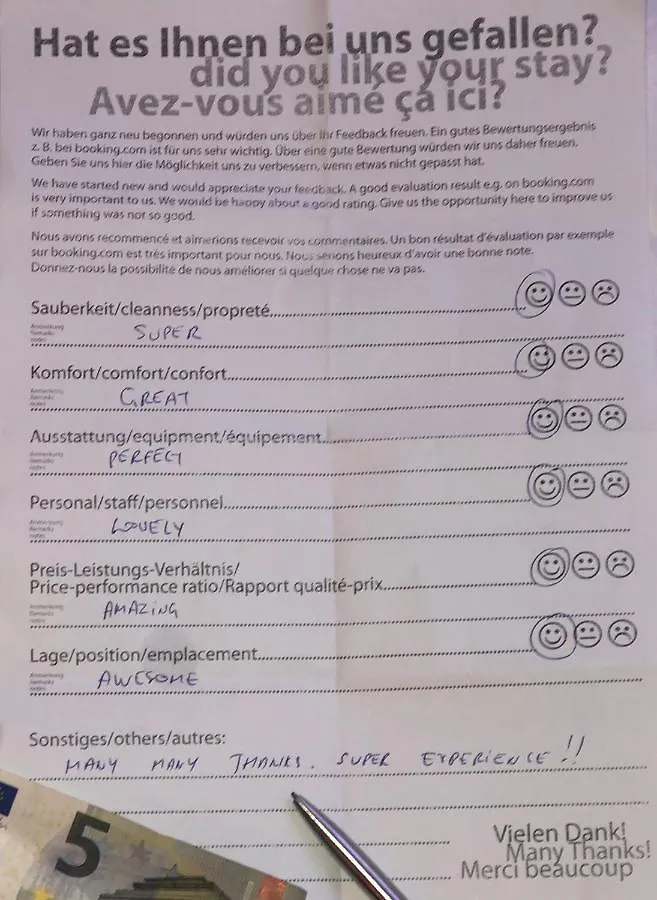 Hat es Ihnen bei uns gefallen?
did you like your stay?
Avez-vous aimé ça ici?
Wir haben ganz neu begonnen und würden uns über Ihr Feedback freuen. Ein gutes Bewertungsergebnis
z. B. bei booking.com ist für uns sehr wichtig. Über eine gute Bewertung würden wir uns daher freuen.
Geben Sie uns hier die Möglichkeit uns zu verbessern, wenn etwas nicht gepasst hat.
We have started new and would appreciate your feedback. A good evaluation result e.g. on booking.com
is very important to us. We would be happy about a good rating. Give us the opportunity here to improve us
if something was not so good.
Nous avons recommencé et aimerions recevoir vos commentaires. Un bon résultat d'évaluation par exemple
sur booking.com est très important pour nous. Nous serions heureux d'avoir une bonne note.
Donnez-nous la possibilité de nous améliorer si quelque chose ne va pas.
Sauberkeit/cleanness/propreté
SUPER
Komfort/comfort/confort
GREAT
Ausstattung/equipment/équipement
PERFECT
Personal/staff/personnel
LOVELY
Preis-Leistungs-Verhältnis/
Price-performance ratio/Rapport qualité-prix
AMAZING
Lage/position/emplacement
AWESOME
Sonstiges/others/autres:
MANY MANY THANKS. SUPER EXPERIENCE!!
5
Vielen Dank!
Many Thanks!
Merci beaucoup